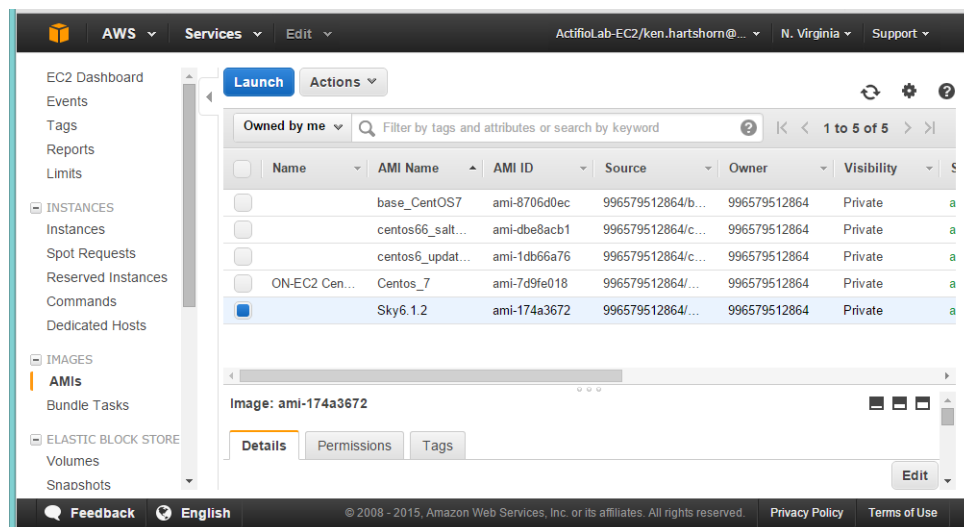 AWS Services Edit ActifioLab-EC2/ken.hartshorn@... N. Virginia Support
EC2 Dashboard
Events
Tags
Reports
Limits
INSTANCES
Instances
Spot Requests
Reserved Instances
Commands
Dedicated Hosts
IMAGES
AMIs
Bundle Tasks
ELASTIC BLOCK STORE
Volumes
Snapshots
Launch Actions
Owned by me Filter by tags and attributes or search by keyword 1 to 5 of 5
Name AMI Name AMI ID Source Owner Visibility S
base_CentOS7 ami-8706d0ec 996579512864/b... 996579512864 Private a
centos66_salt... ami-dbe8acb1 996579512864/c... 996579512864 Private a
centos6_updat... ami-1db66a76 996579512864/c... 996579512864 Private a
ON-EC2 Cen... Centos_7 ami-7d9fe018 996579512864/... 996579512864 Private a
Sky6.1.2 ami-174a3672 996579512864/... 996579512864 Private a
Image: ami-174a3672
Details Permissions Tags
Edit
Feedback English © 2008 - 2015, Amazon Web Services, Inc. or its affiliates. All rights reserved. Privacy Policy Terms of Use